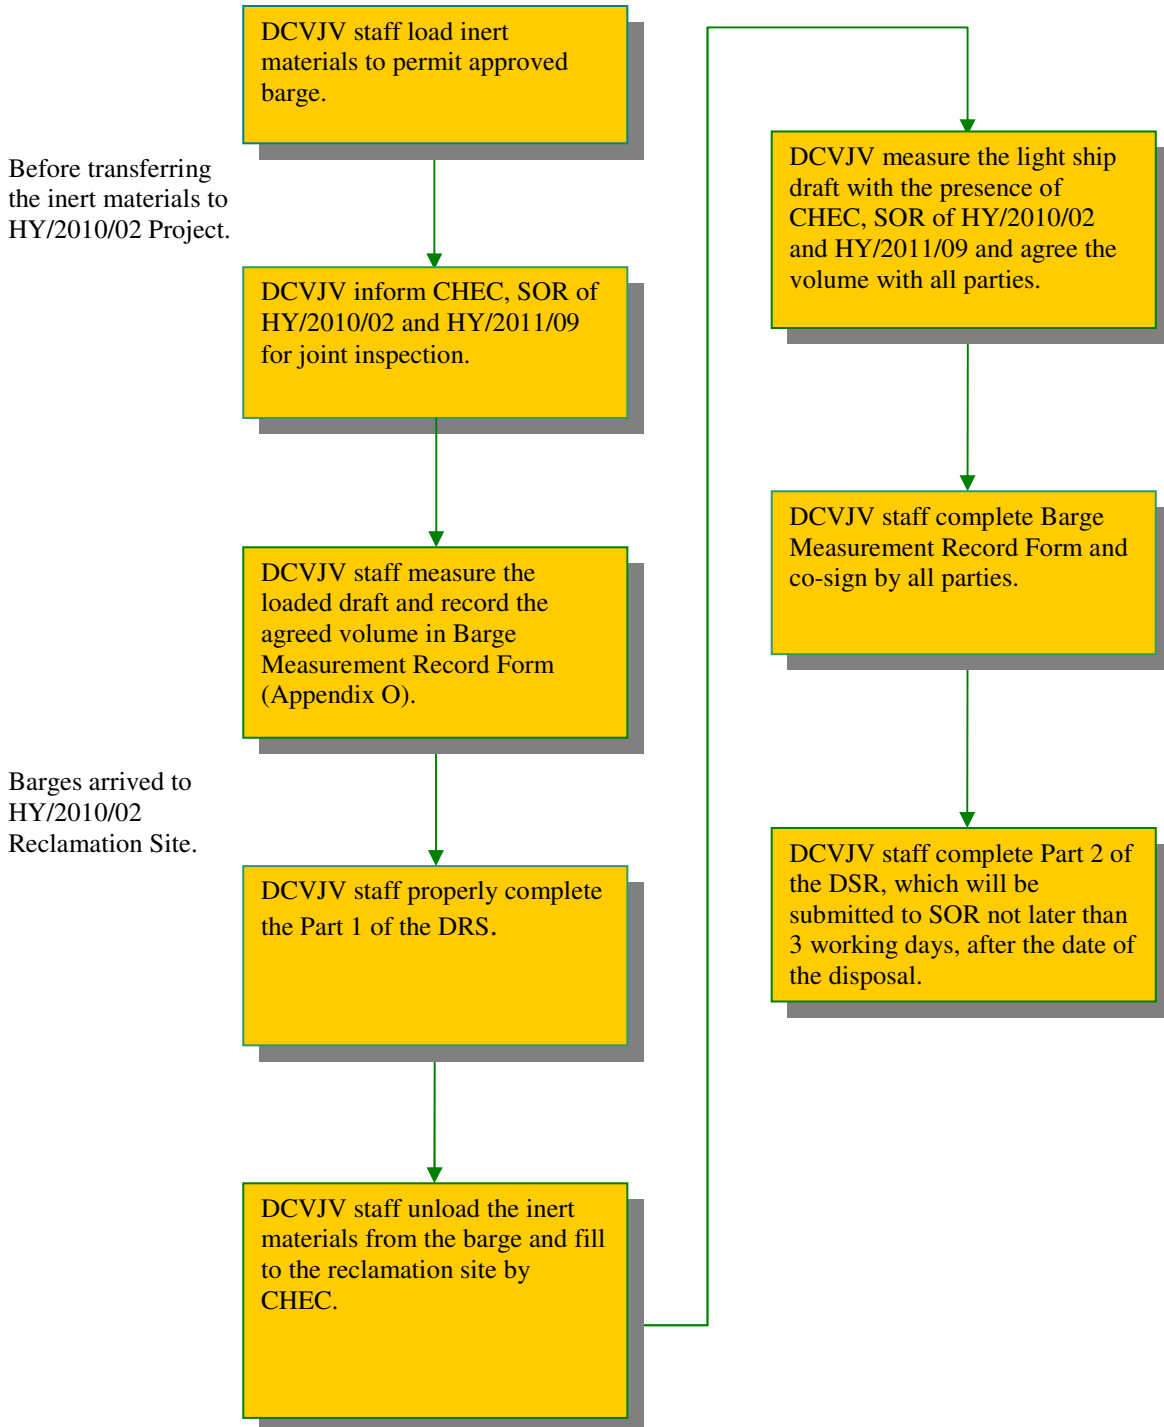 DCVJV staff load inert
materials to permit approved
barge.
Before transferring
the inert materials to
HY/2010/02 Project.
DCVJV inform CHEC, SOR of
HY/2010/02 and HY/2011/09
for joint inspection.
DCVJV staff measure the
loaded draft and record the
agreed volume in Barge
Measurement Record Form
(Appendix O).
Barges arrived to
HY/2010/02
Reclamation Site.
DCVJV staff properly complete
the Part 1 of the DRS.
DCVJV staff unload the inert
materials from the barge and fill
to the reclamation site by
CHEC.
DCVJV measure the light ship
draft with the presence of
CHEC, SOR of HY/2010/02
and HY/2011/09 and agree the
volume with all parties.
DCVJV staff complete Barge
Measurement Record Form and
co-sign by all parties.
DCVJV staff complete Part 2 of
the DSR, which will be
submitted to SOR not later than
3 working days, after the date of
the disposal.